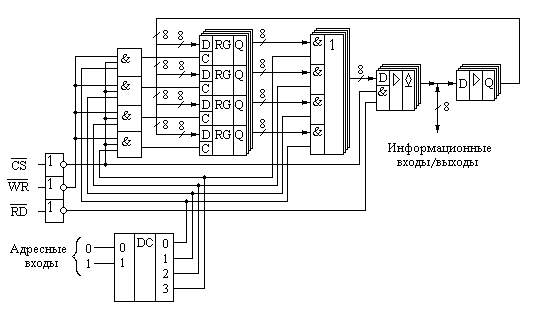 8 8
8
D RG Q
C
8
&
1
&
8 8
D RG Q
C
8
&
8
D
&
D Q
8
&
8 8
D RG Q
C
8
&
&
8 8
D RG Q
C
8
&
Информационные
входы/выходы
CS 1
WR 1
RD 1
Адресные
входы
0
1
0
1
DC
0
1
2
3